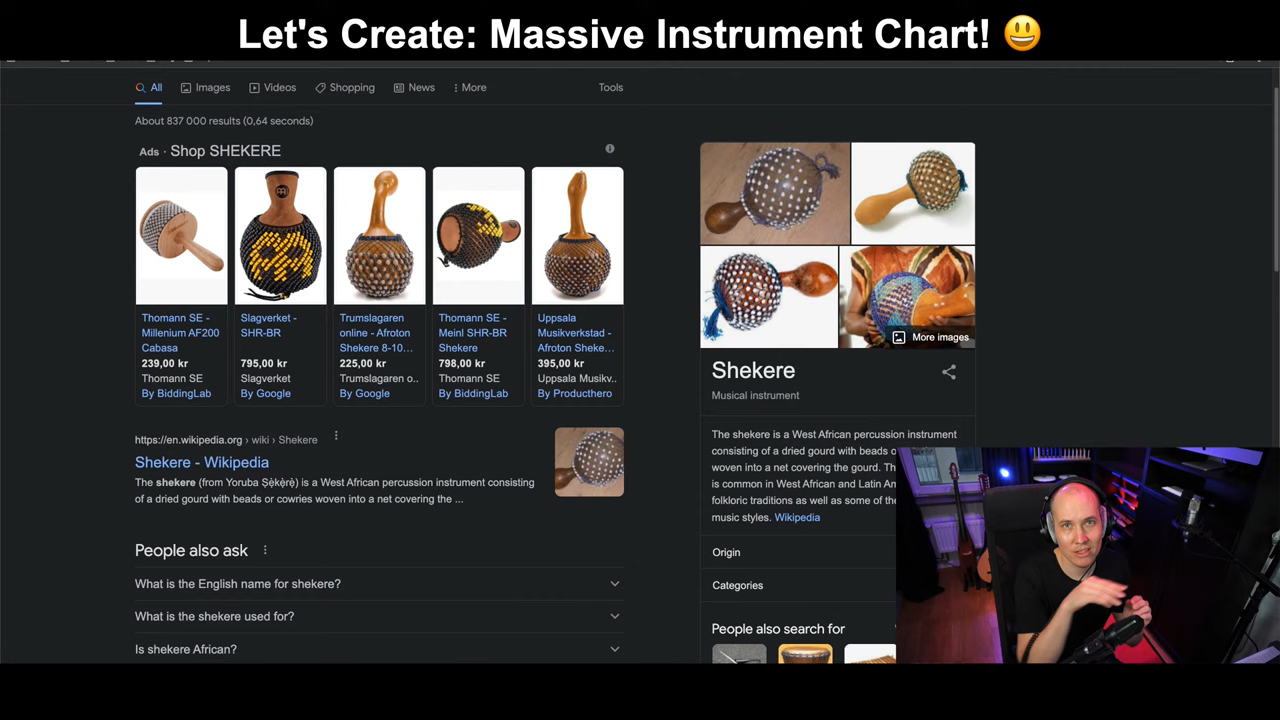 Let's Create: Massive Instrument Chart! 😃
All
Images
Videos
Shopping
News
More
Tools
About 837 000 results (0,64 seconds)
Ads · Shop SHEKERE
Thomann SE -
Millenium AF200
Cabasa
239,00 kr
Thomann SE
By BiddingLab
Slagverket -
SHR-BR
795,00 kr
Slagverket
By Google
Trumslagaren
online - Afroton
Shekere 8-10…
225,00 kr
Trumslagaren o..
By Google
Thomann SE -
Meinl SHR-BR
Shekere
798,00 kr
Thomann SE
By BiddingLab
Uppsala
Musikverkstad -
Afroton Sheke…
395,00 kr
Uppsala Musikv..
By Producthero
https://en.wikipedia.org › wiki › Shekere
Shekere - Wikipedia
The shekere (from Yoruba Ṣẹ̀kẹ̀rẹ̀) is a West African percussion instrument consisting
of a dried gourd with beads or cowries woven into a net covering the ...
People also ask
What is the English name for shekere?
What is the shekere used for?
Is shekere African?
More images
Shekere
Musical instrument
The shekere is a West African percussion instrument
consisting of a dried gourd with beads or
woven into a net covering the gourd. The
is common in West African and Latin Am
folkloric traditions as well as some of the
music styles. Wikipedia
Origin
Categories
People also search for